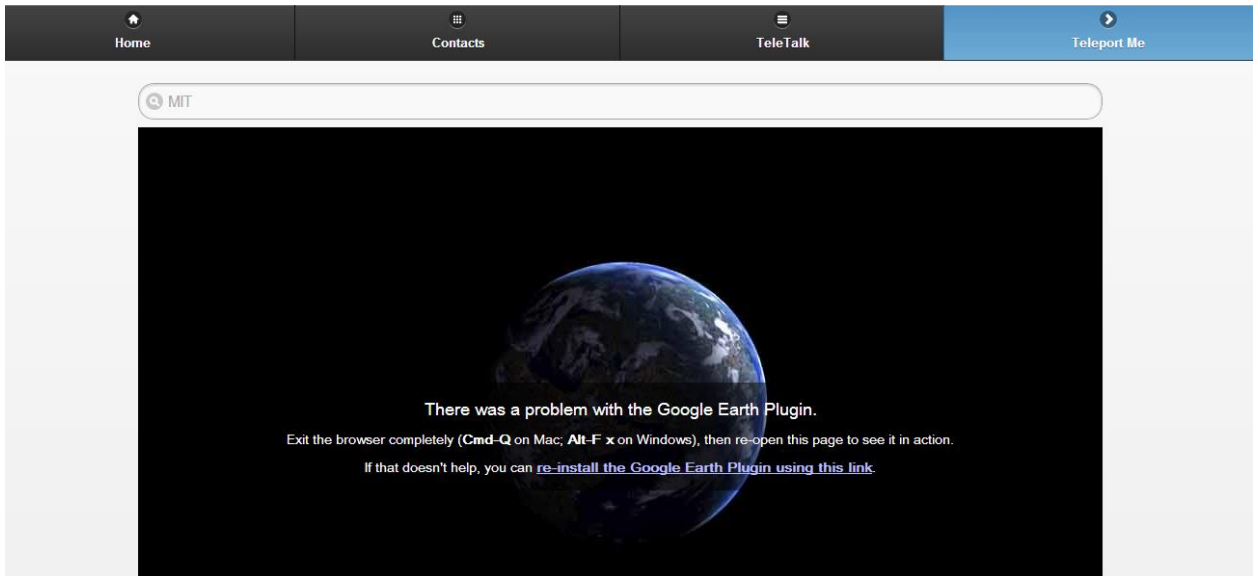 Home
Contacts
TeleTalk
Teleport Me
MIT
There was a problem with the Google Earth Plugin.
Exit the browser completely (Cmd-Q on Mac; Alt-F x on Windows), then re-open this page to see it in action.
If that doesn't help, you can re-install the Google Earth Plugin using this link.